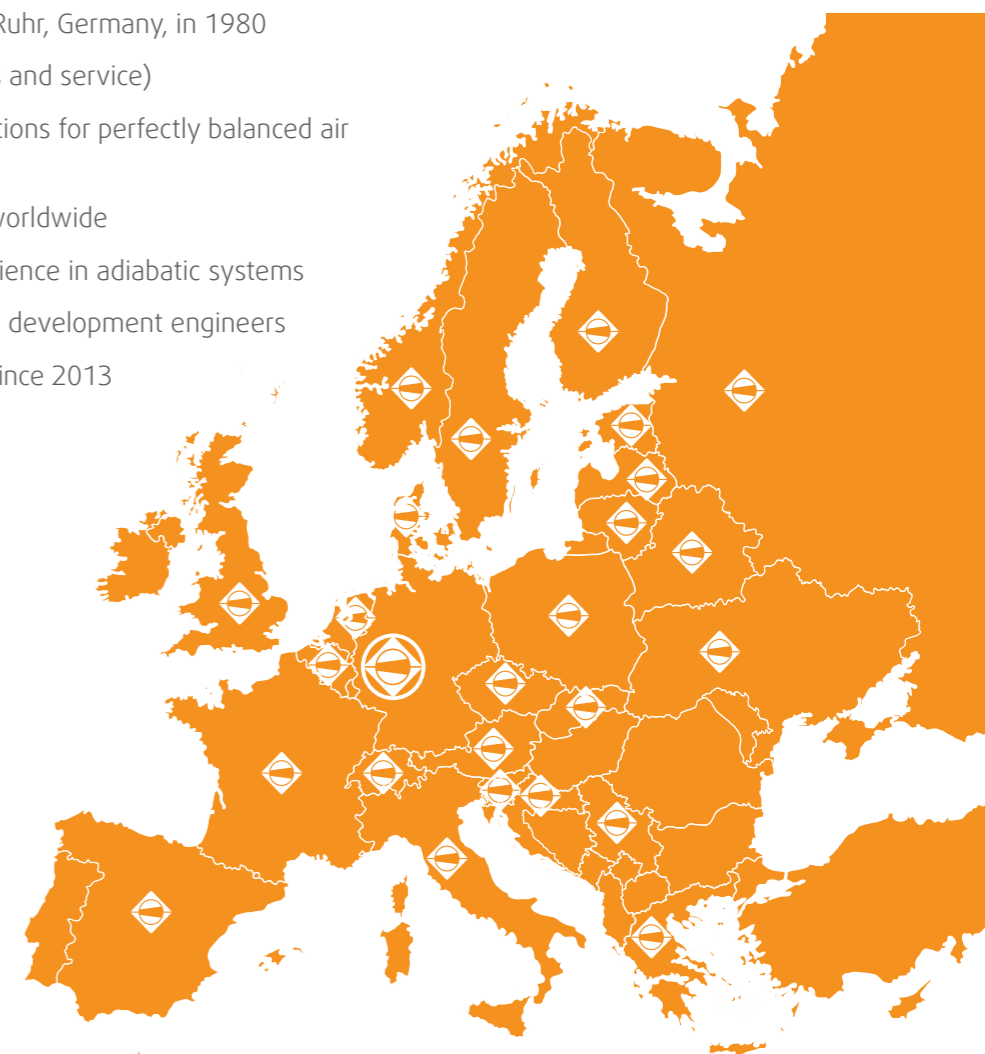 Ruhr, Germany, in 1980
and service)
tions for perfectly balanced air
worldwide
ience in adiabatic systems
development engineers
ince 2013